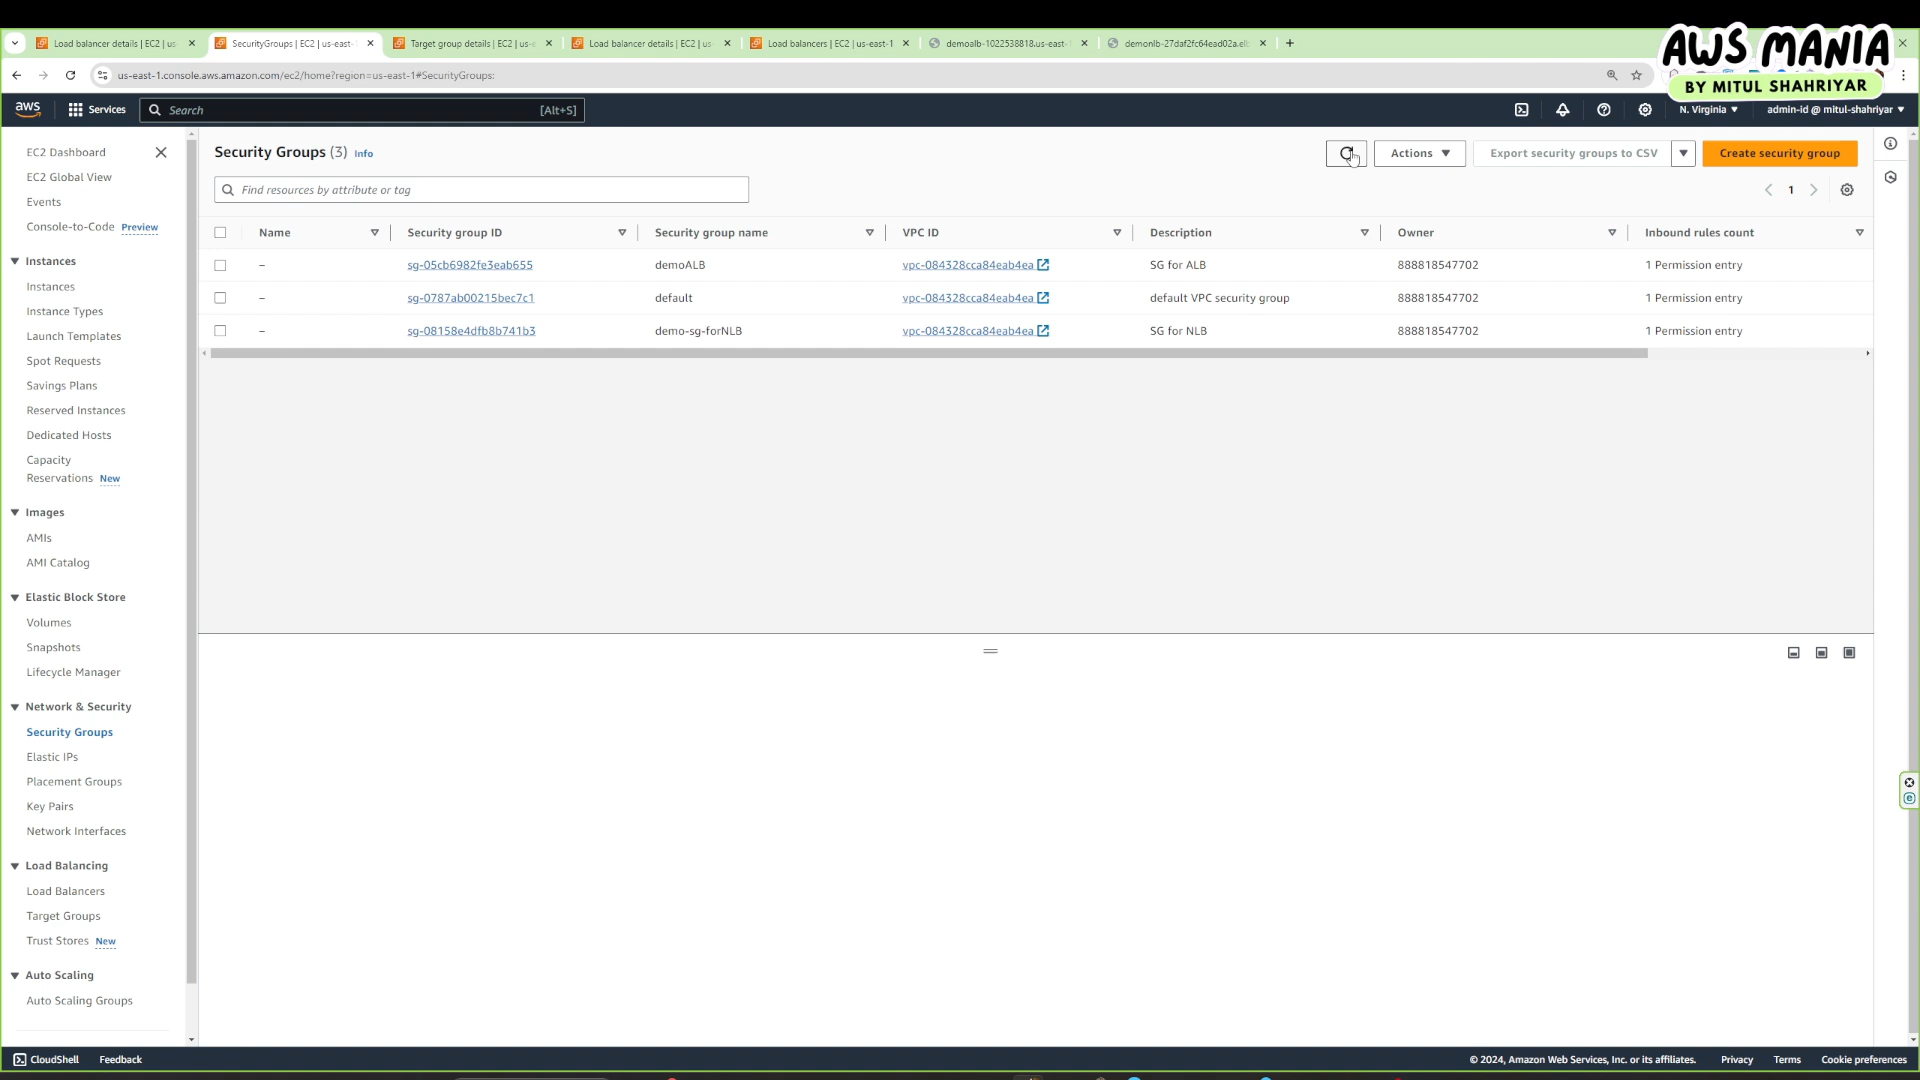 AWS MANIA
BY MITUL SHAHRIYAR
Load balancer details | EC2 | us-
SecurityGroups | EC2 | us-east-
Target group details | EC2 | us-e
Load balancer details | EC2 | us-
Load balancers | EC2 | us-east-1
demoalb-1022538818.us-east-
demonlb-27daf2fc64ead02a.elb
us-east-1.console.aws.amazon.com/ec2/home?region=us-east-1#SecurityGroups:
aws
Services
Search
[Alt+S]
N. Virginia
admin-id @ mitul-shahriyar
EC2 Dashboard
EC2 Global View
Events
Console-to-Code Preview
Instances
Instances
Instance Types
Launch Templates
Spot Requests
Savings Plans
Reserved Instances
Dedicated Hosts
Capacity
Reservations New
Images
AMIs
AMI Catalog
Elastic Block Store
Volumes
Snapshots
Lifecycle Manager
Network & Security
Security Groups
Elastic IPs
Placement Groups
Key Pairs
Network Interfaces
Load Balancing
Load Balancers
Target Groups
Trust Stores New
Auto Scaling
Auto Scaling Groups
Security Groups (3) Info
Actions
Export security groups to CSV
Create security group
Find resources by attribute or tag
1
Name Security group ID Security group name VPC ID Description Owner Inbound rules count
– sg-05cb6982fe3eab655 demoALB vpc-084328cca84eab4ea SG for ALB 888818547702 1 Permission entry
– sg-0787ab00215bec7c1 default vpc-084328cca84eab4ea default VPC security group 888818547702 1 Permission entry
– sg-08158e4dfb8b741b3 demo-sg-forNLB vpc-084328cca84eab4ea SG for NLB 888818547702 1 Permission entry
CloudShell Feedback
© 2024, Amazon Web Services, Inc. or its affiliates. Privacy Terms Cookie preferences